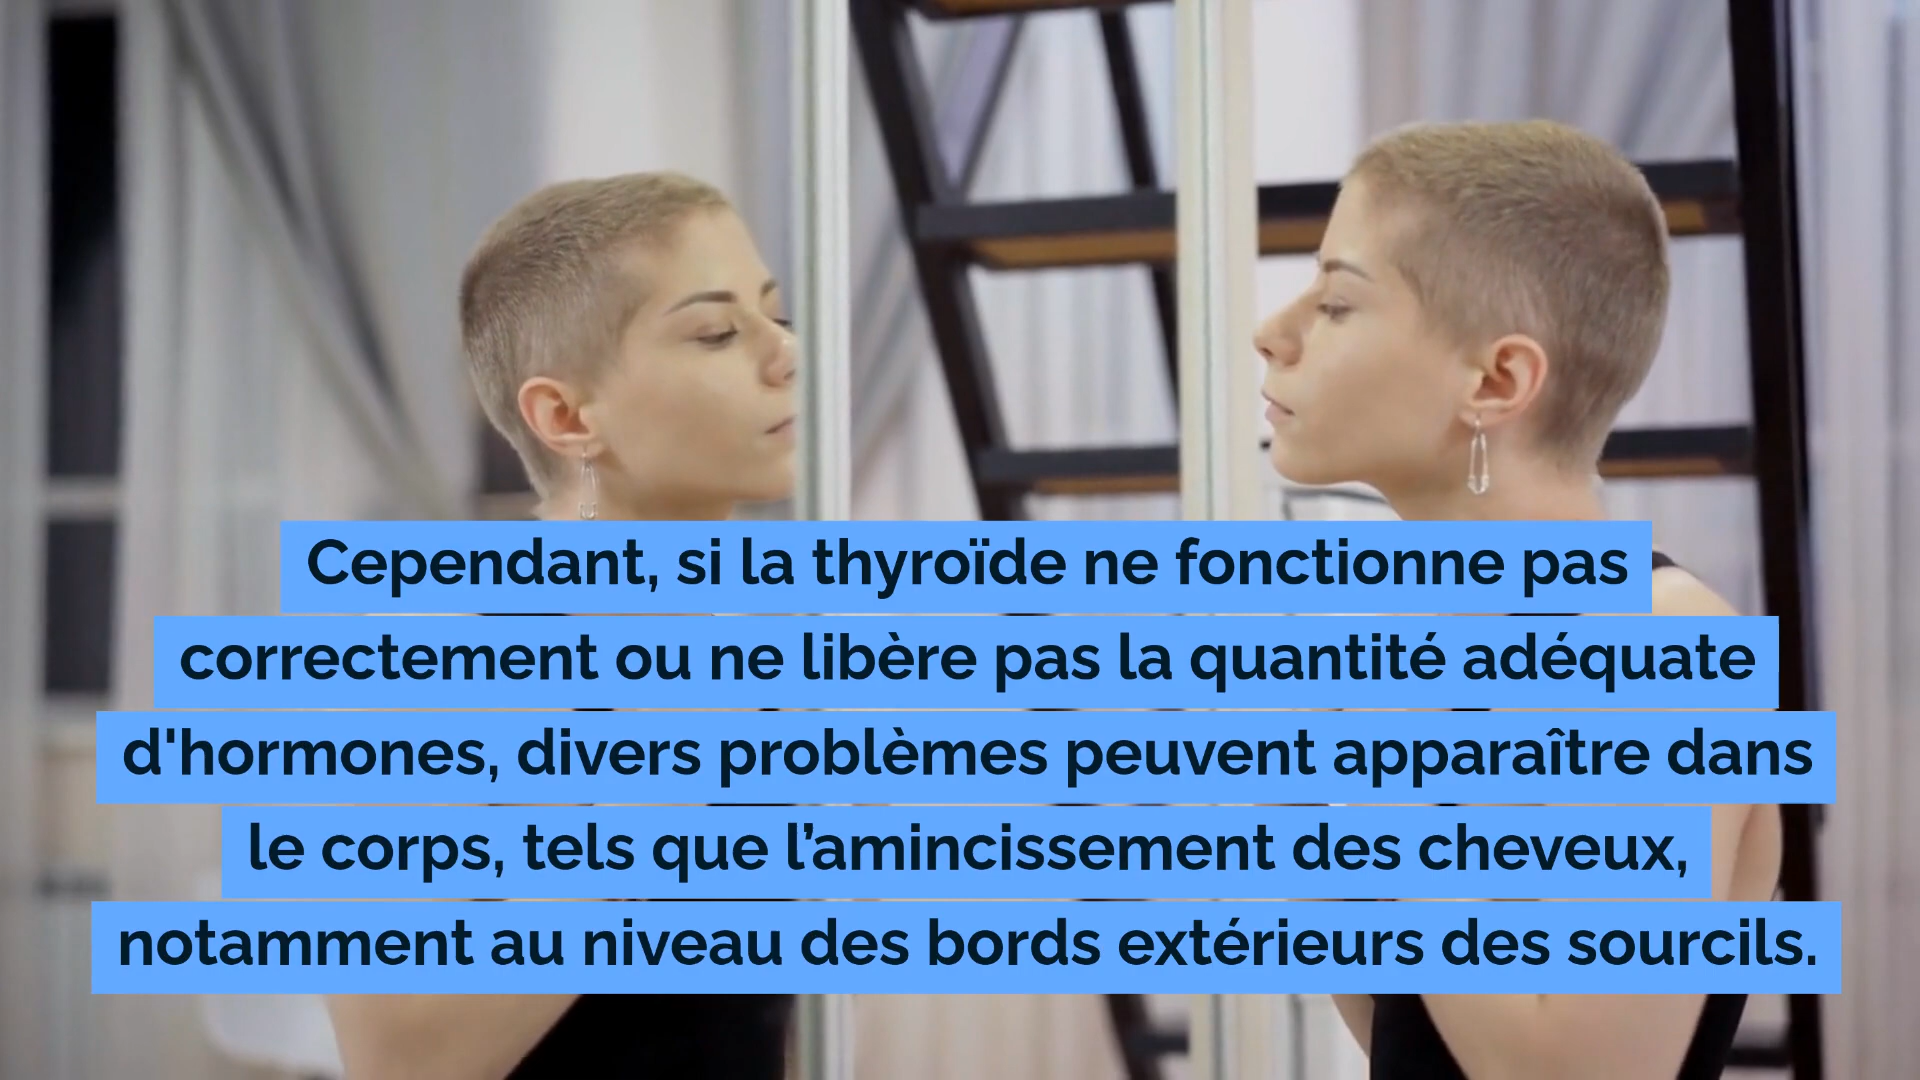 Cependant, si la thyroïde ne fonctionne pas
correctement ou ne libère pas la quantité adéquate
d'hormones, divers problèmes peuvent apparaître dans
le corps, tels que l’amincissement des cheveux,
notamment au niveau des bords extérieurs des sourcils.